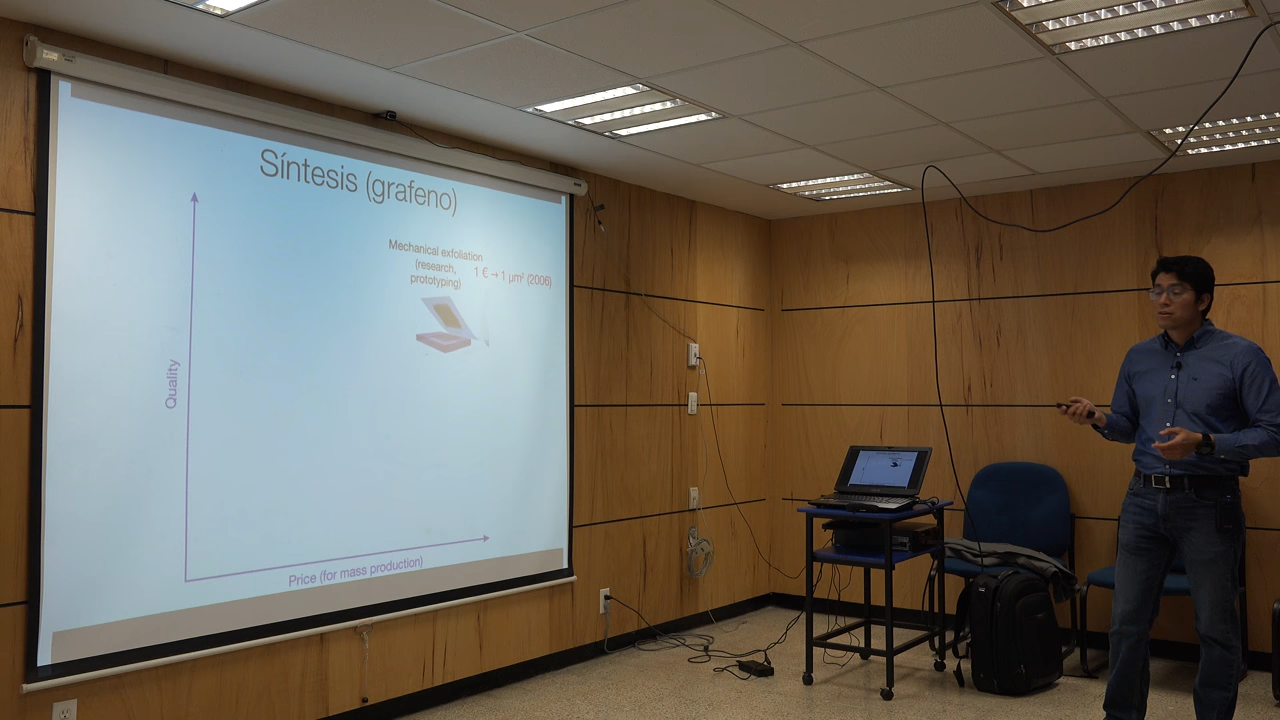 Síntesis (grafeno)
Mechanical exfoliation
(research,
prototyping)
1 € → 1 μm² (2006)
Quality
Price (for mass production)